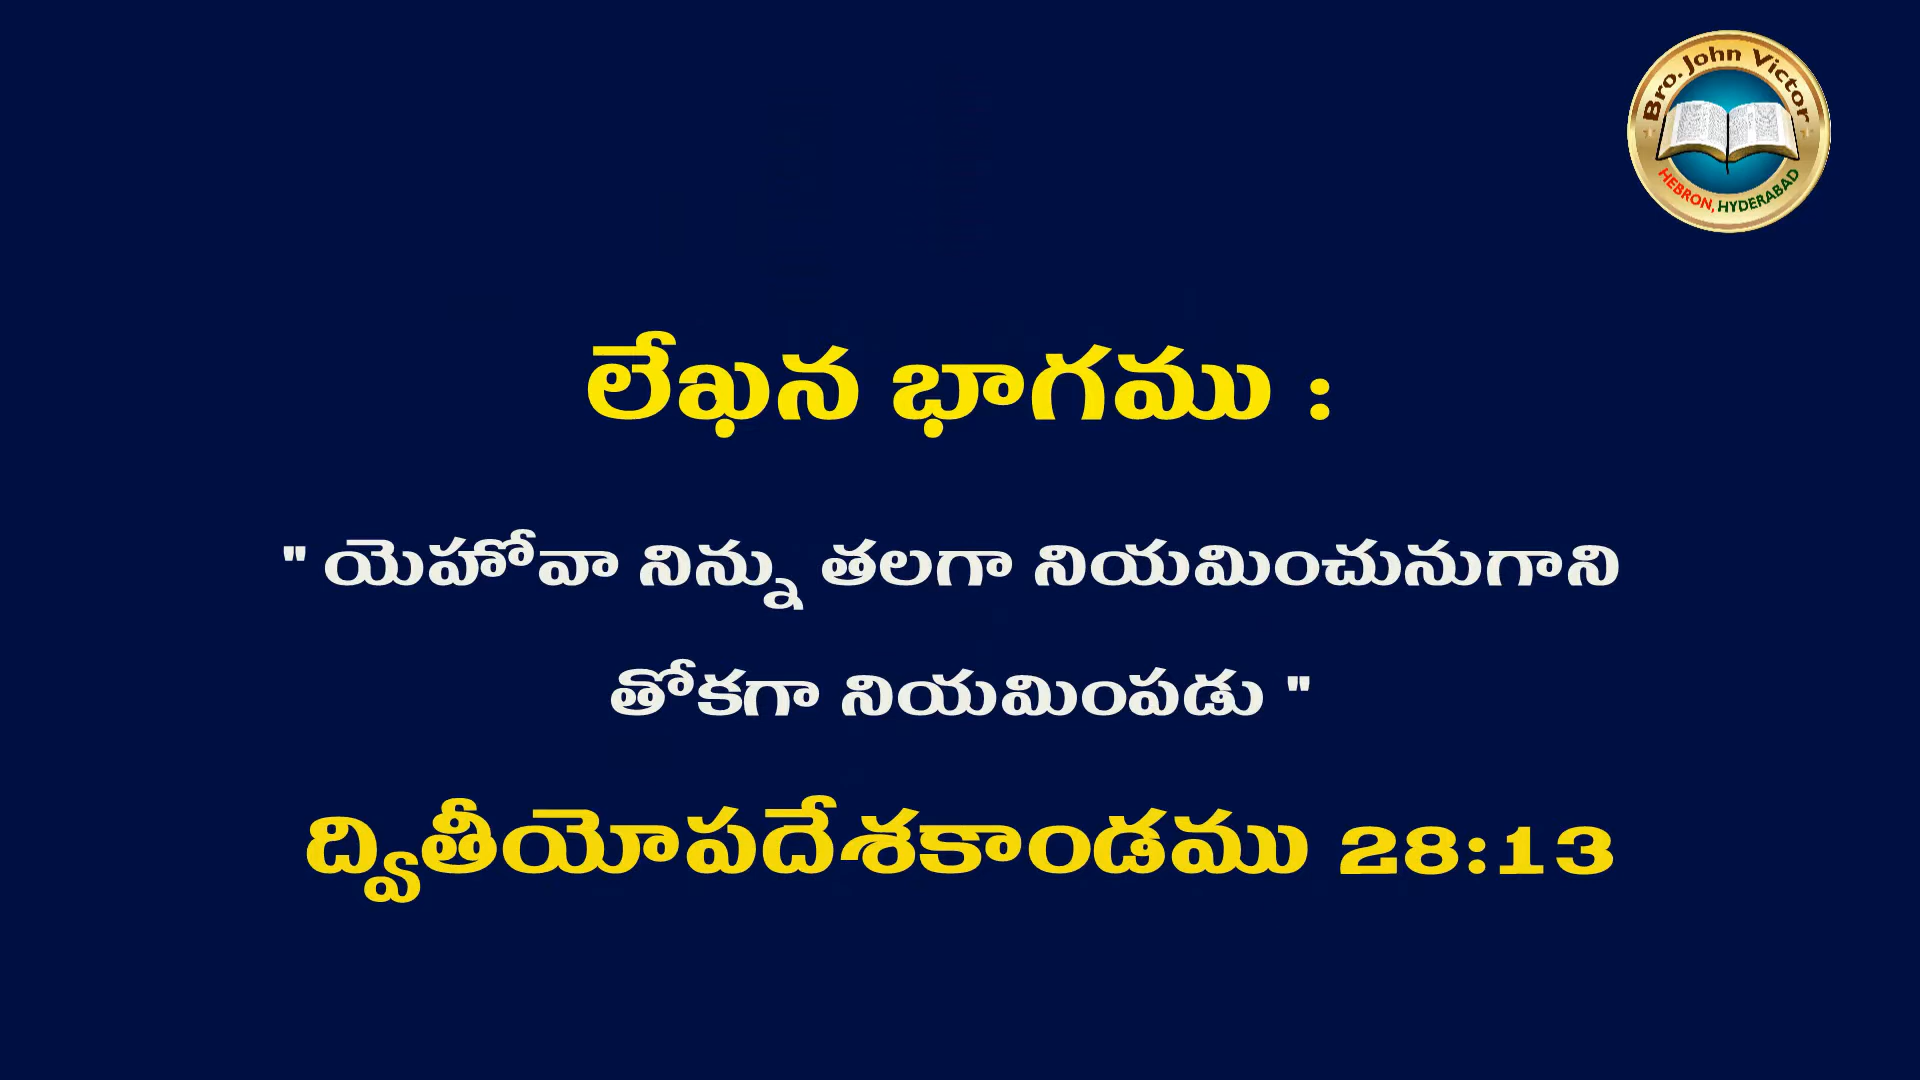 Bro. John Victor
HEBRON, HYDERABAD
లేఖన భాగము :
" యెహోవా నిన్ను తలగా నియమించునుగాని
తోకగా నియమింపడు "
ద్వితీయోపదేశకాండము 28:13